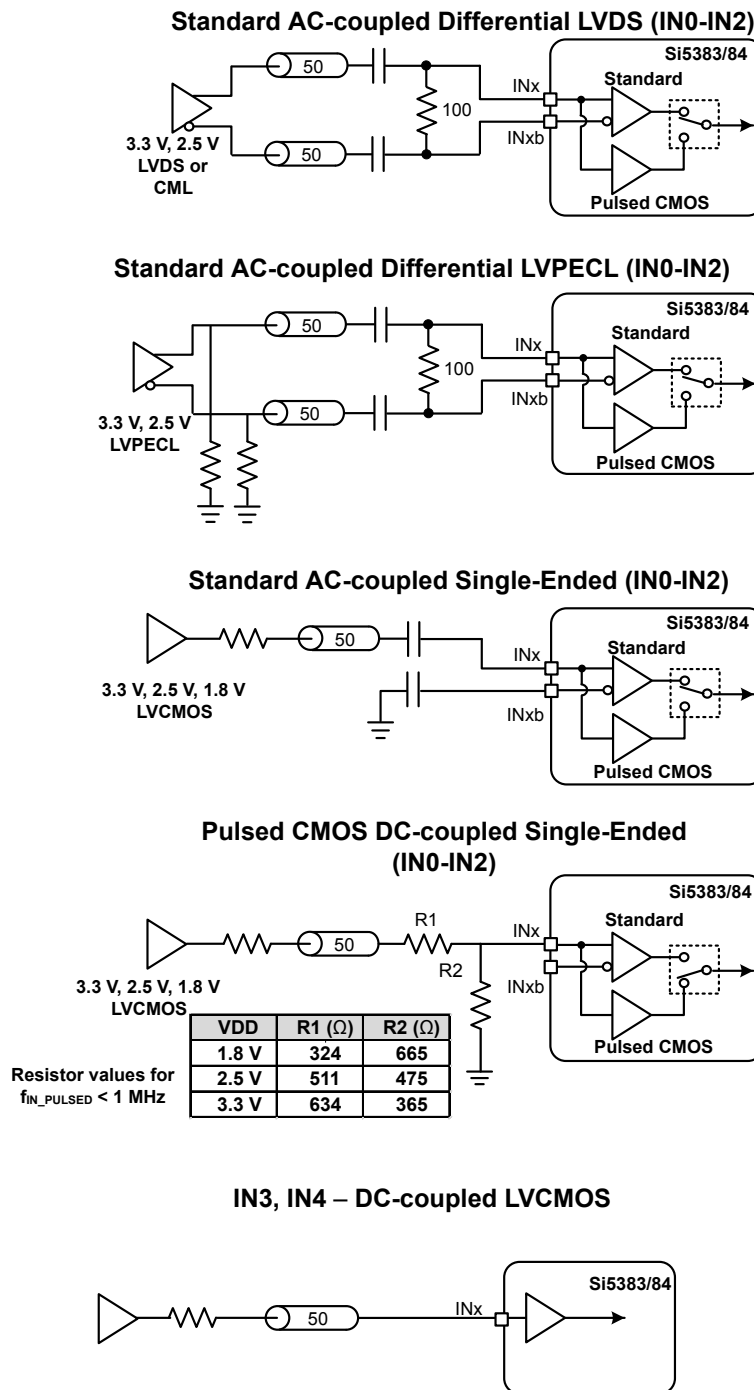 Standard AC-coupled Differential LVDS (IN0-IN2)
Si5383/84
50
INx
Standard
100
INxb
50
3.3 V, 2.5 V
LVDS or
CML
Pulsed CMOS
Standard AC-coupled Differential LVPECL (IN0-IN2)
Si5383/84
50
INx
Standard
100
INxb
50
3.3 V, 2.5 V
LVPECL
Pulsed CMOS
Standard AC-coupled Single-Ended (IN0-IN2)
Si5383/84
50
INx
Standard
3.3 V, 2.5 V, 1.8 V
LVCMOS
INxb
Pulsed CMOS
Pulsed CMOS DC-coupled Single-Ended
(IN0-IN2)
Si5383/84
R1
50
INx
Standard
R2
INxb
3.3 V, 2.5 V, 1.8 V
LVCMOS
Pulsed CMOS
VDD R1 (Ω) R2 (Ω)
1.8 V 324 665
2.5 V 511 475
3.3 V 634 365
Resistor values for
fIN_PULSED < 1 MHz
IN3, IN4 – DC-coupled LVCMOS
Si5383/84
50
INx